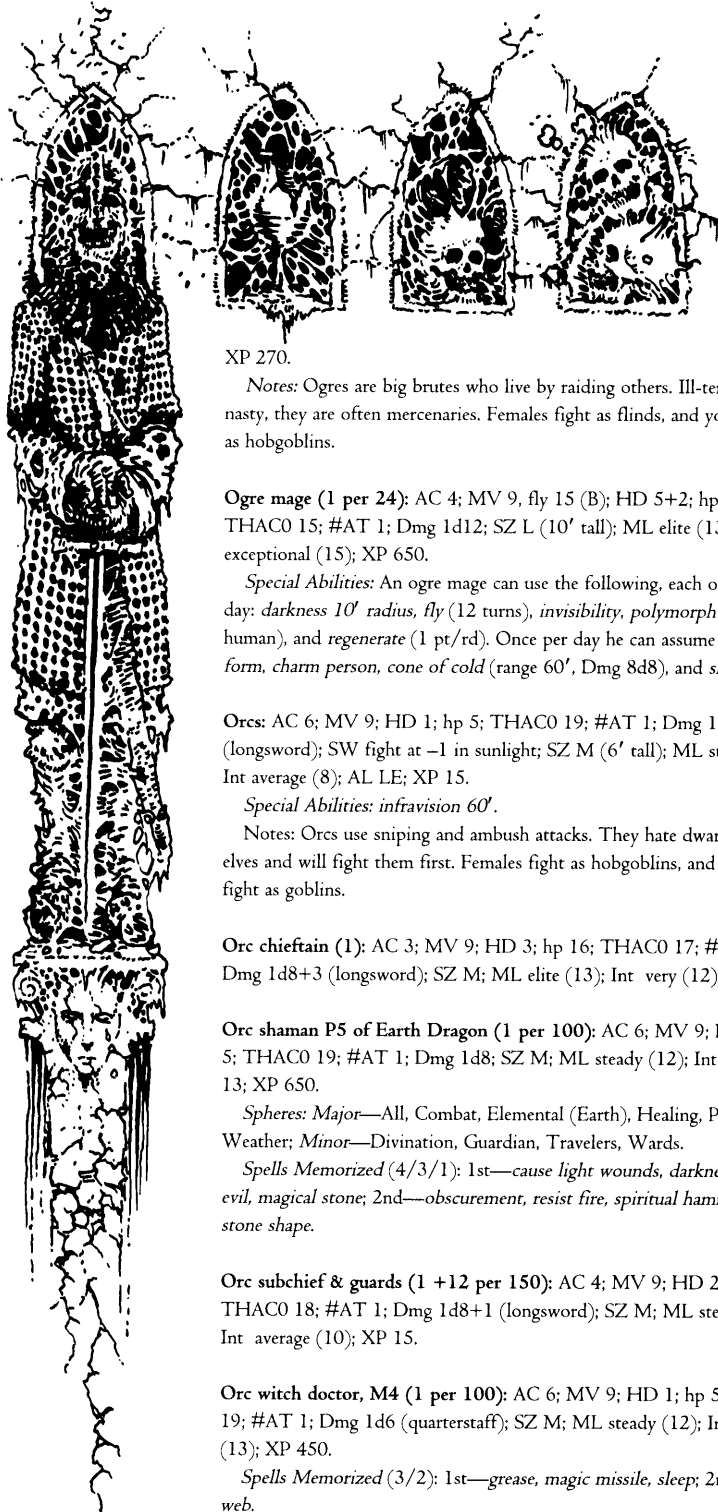 XP 270.
Notes: Ogres are big brutes who live by raiding others. Ill-
nasty, they are often mercenaries. Females fight as flinds, and
as hobgoblins.
Ogre mage (1 per 24): AC 4; MV 9, fly 15 (B); HD 5+2; hp
THAC0 15; #AT 1; Dmg 1d12; SZ L (10' tall); ML elite (13
exceptional (15); XP 650.
Special Abilities: An ogre mage can use the following, each
day: darkness 10' radius, fly (12 turns), invisibility, polymorph
human), and regenerate (1 pt/rd). Once per day he can assume
form, charm person, cone of cold (range 60', Dmg 8d8), and
Orcs: AC 6; MV 9; HD 1; hp 5; THAC0 19; #AT 1; Dmg 1
(longsword); SW fight at –1 in sunlight; SZ M (6' tall); ML
Int average (8); AL LE; XP 15.
Special Abilities: infravision 60'.
Notes: Orcs use sniping and ambush attacks. They hate
elves and will fight them first. Females fight as hobgoblins, and
fight as goblins.
Orc chieftain (1): AC 3; MV 9; HD 3; hp 16; THAC0 17; #
Dmg 1d8+3 (longsword); SZ M; ML elite (13); Int very (12)
Orc shaman P5 of Earth Dragon (1 per 100): AC 6; MV 9;
5; THAC0 19; #AT 1; Dmg 1d8; SZ M; ML steady (12); Int
13; XP 650.
Spheres: Major—All, Combat, Elemental (Earth), Healing, P
Weather; Minor—Divination, Guardian, Travelers, Wards.
Spells Memorized (4/3/1): 1st—cause light wounds,
evil, magical stone; 2nd—obscurement, resist fire, spiritual
stone shape.
Orc subchief & guards (1 +12 per 150): AC 4; MV 9; HD 2
THAC0 18; #AT 1; Dmg 1d8+1 (longsword); SZ M; ML
Int average (10); XP 15.
Orc witch doctor, M4 (1 per 100): AC 6; MV 9; HD 1; hp 5
19; #AT 1; Dmg 1d6 (quarterstaff); SZ M; ML steady (12);
(13); XP 450.
Spells Memorized (3/2): 1st—grease, magic missile, sleep;
web.